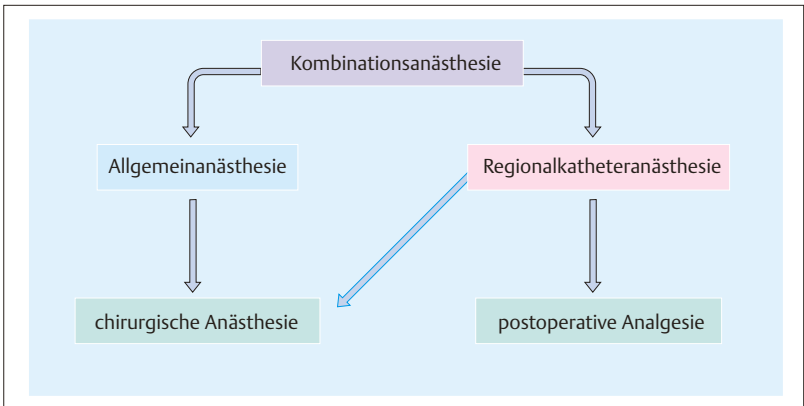 Kombinationsanästhesie
Allgemeinanästhesie
Regionalkatheteranästhesie
chirurgische Anästhesie
postoperative Analgesie